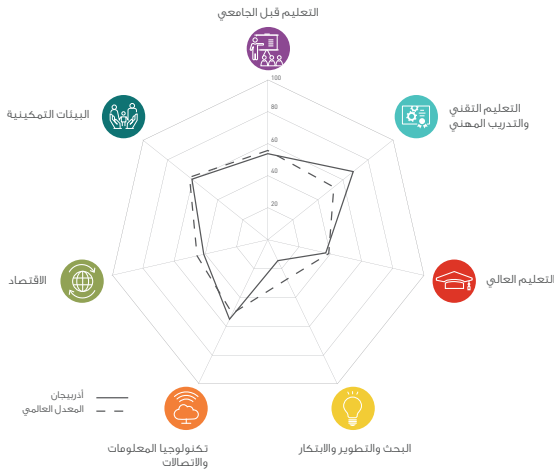 التعليم قبل الجامعي
100
80
60
40
20
التعليم التقني
والتدريب المهني
البيئات التمكينية
التعليم العالي
الاقتصاد
أذربيجان
المعدل العالمي
البحث والتطوير والابتكار
تكنولوجيا المعلومات
والاتصالات